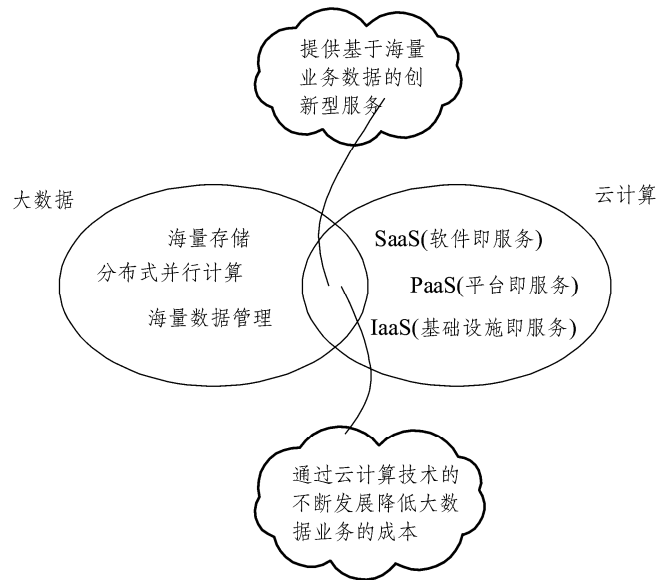 提供基于海量
业务数据的创
新型服务
大数据
云计算
海量存储
分布式并行计算
海量数据管理
SaaS(软件即服务)
PaaS(平台即服务)
IaaS(基础设施即服务)
通过云计算技术的
不断发展降低大数
据业务的成本